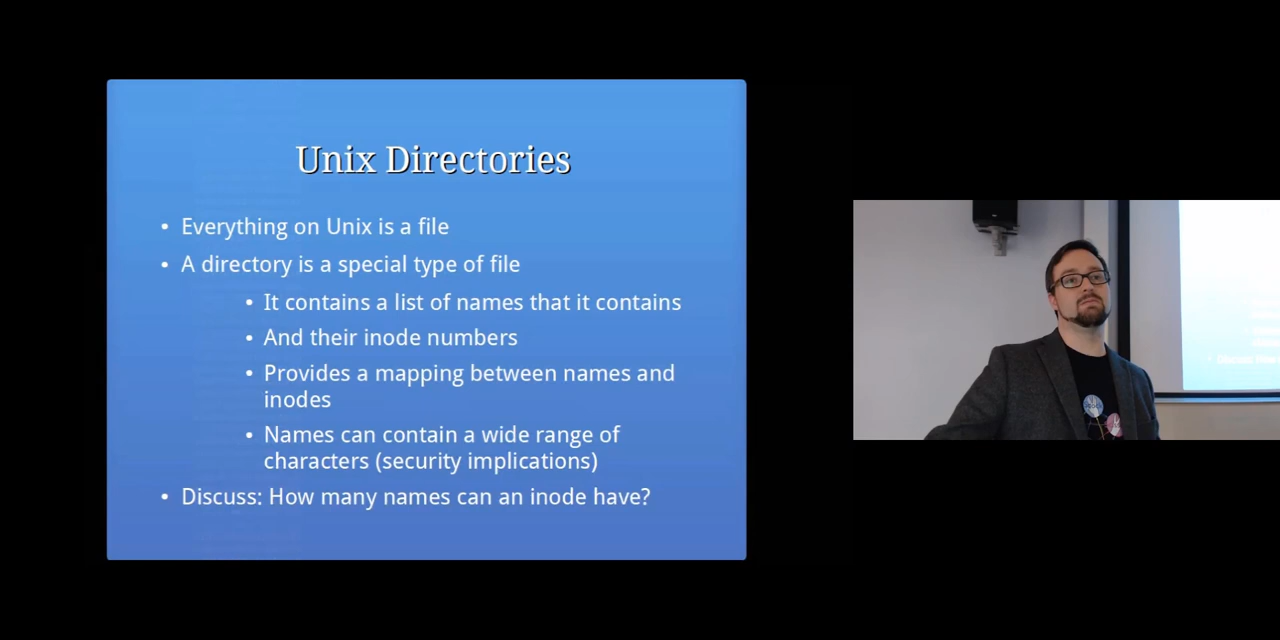 Unix Directories
• Everything on Unix is a file
• A directory is a special type of file
• It contains a list of names that it contains
• And their inode numbers
• Provides a mapping between names and
inodes
• Names can contain a wide range of
characters (security implications)
• Discuss: How many names can an inode have?